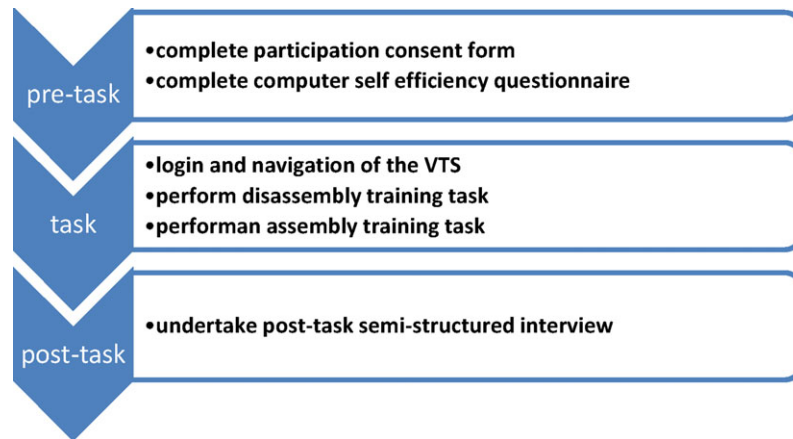 pre-task
•complete participation consent form
•complete computer self efficiency questionnaire
task
•login and navigation of the VTS
•perform disassembly training task
•performan assembly training task
post-task
•undertake post-task semi-structured interview